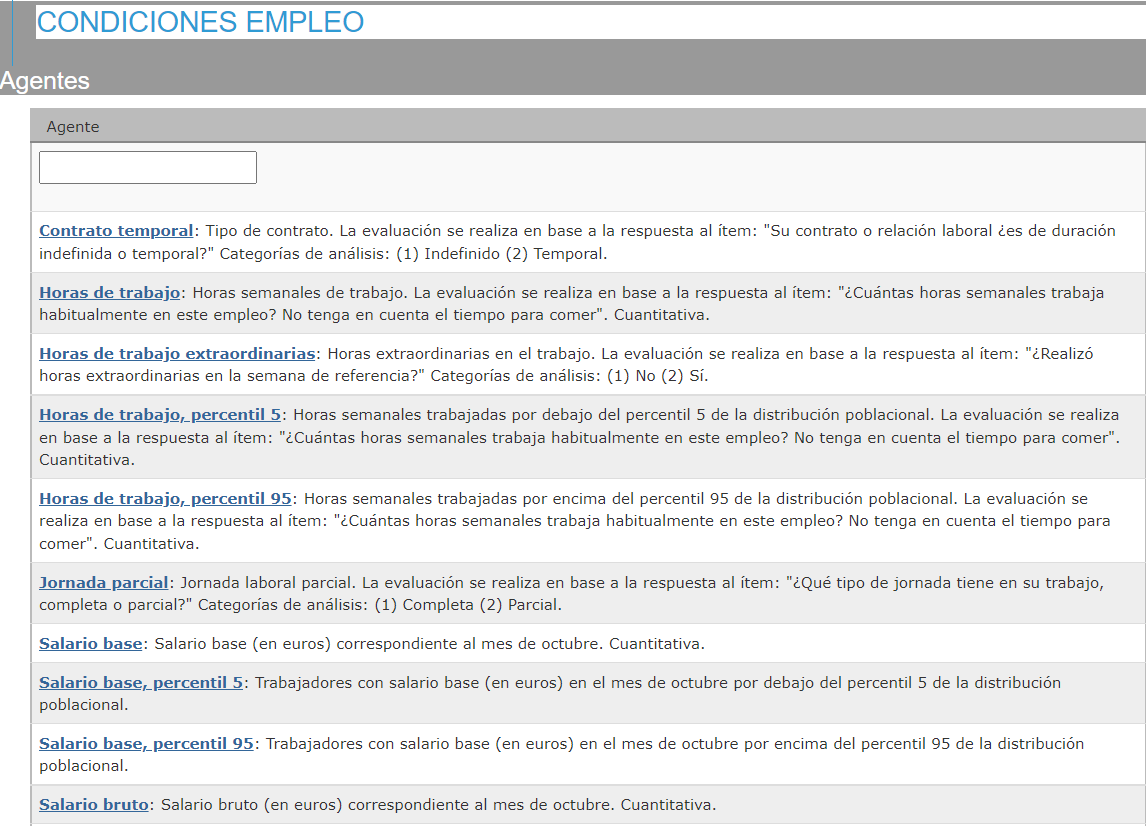 CONDICIONES EMPLEO
Agentes
Agente
Contrato temporal: Tipo de contrato. La evaluación se realiza en base a la respuesta al ítem: "Su contrato o relación laboral ¿es de duración
indefinida o temporal?" Categorías de análisis: (1) Indefinido (2) Temporal.
Horas de trabajo: Horas semanales de trabajo. La evaluación se realiza en base a la respuesta al ítem: "¿Cuántas horas semanales trabaja
habitualmente en este empleo? No tenga en cuenta el tiempo para comer". Cuantitativa.
Horas de trabajo extraordinarias: Horas extraordinarias en el trabajo. La evaluación se realiza en base a la respuesta al ítem: "¿Realizó
horas extraordinarias en la semana de referencia?" Categorías de análisis: (1) No (2) Sí.
Horas de trabajo, percentil 5: Horas semanales trabajadas por debajo del percentil 5 de la distribución poblacional. La evaluación se realiza
en base a la respuesta al ítem: "¿Cuántas horas semanales trabaja habitualmente en este empleo? No tenga en cuenta el tiempo para comer".
Cuantitativa.
Horas de trabajo, percentil 95: Horas semanales trabajadas por encima del percentil 95 de la distribución poblacional. La evaluación se
realiza en base a la respuesta al ítem: "¿Cuántas horas semanales trabaja habitualmente en este empleo? No tenga en cuenta el tiempo para
comer". Cuantitativa.
Jornada parcial: Jornada laboral parcial. La evaluación se realiza en base a la respuesta al ítem: "¿Qué tipo de jornada tiene en su trabajo,
completa o parcial?" Categorías de análisis: (1) Completa (2) Parcial.
Salario base: Salario base (en euros) correspondiente al mes de octubre. Cuantitativa.
Salario base, percentil 5: Trabajadores con salario base (en euros) en el mes de octubre por debajo del percentil 5 de la distribución
poblacional.
Salario base, percentil 95: Trabajadores con salario base (en euros) en el mes de octubre por encima del percentil 95 de la distribución
poblacional.
Salario bruto: Salario bruto (en euros) correspondiente al mes de octubre. Cuantitativa.